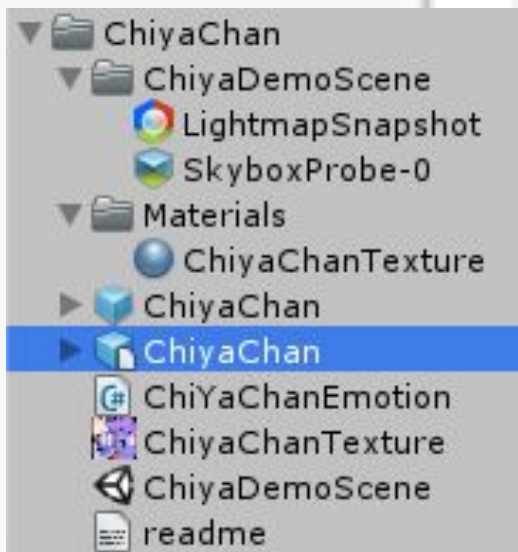 ChiyaChan
ChiyaDemoScene
LightmapSnapshot
SkyboxProbe-0
Materials
ChiyaChanTexture
ChiyaChan
ChiyaChan
ChiYaChanEmotion
ChiyaChanTexture
ChiyaDemoScene
readme